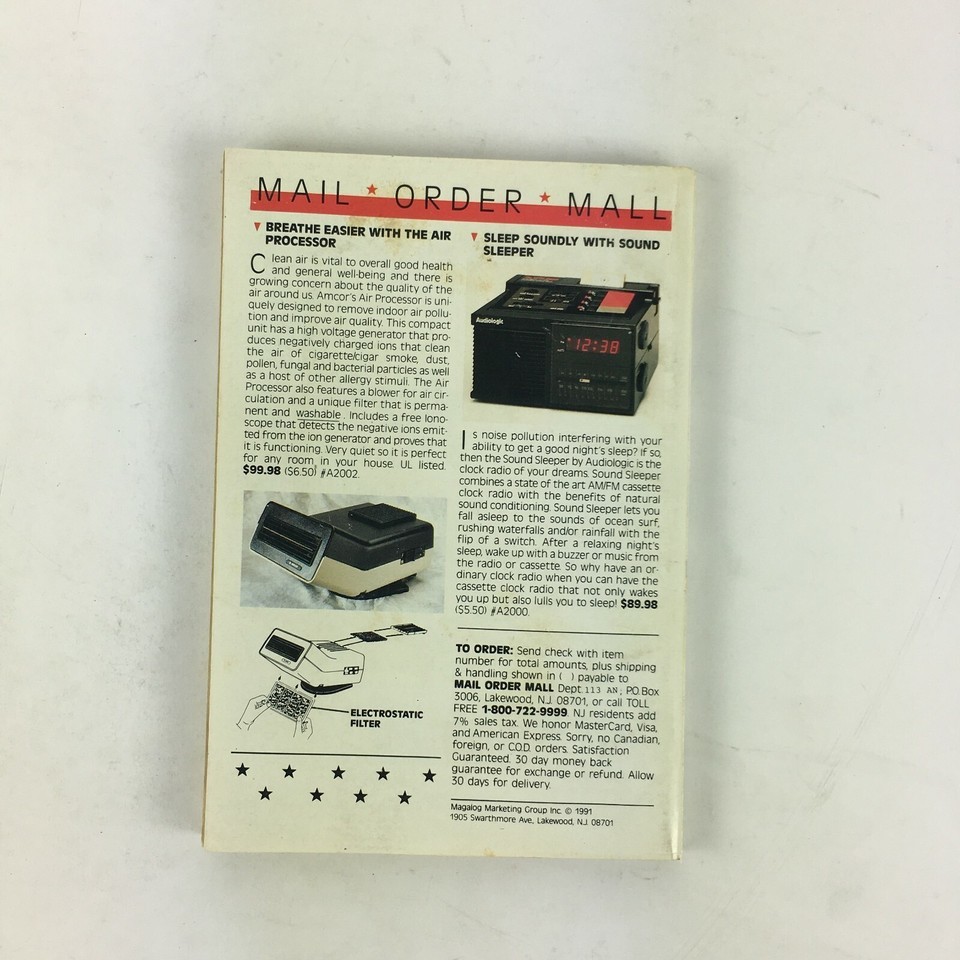 MAIL ★ ORDER ★ MALL
BREATHE EASIER WITH THE AIR
PROCESSOR
Clean air is vital to overall good health
and general well-being and there is
growing concern about the quality of the
air around us. Amcor's Air Processor is uni-
quely designed to remove indoor air pollu-
tion and improve air quality. This compact
unit has a high voltage generator that pro-
duces negatively charged ions that clean
the air of cigarette/cigar smoke, dust,
pollen, fungal and bacterial particles as well
as a host of other allergy stimuli. The Air
Processor also features a blower for air cir-
culation and a unique filter that is perma-
nent and washable. Includes a free Iono-
scope that detects the negative ions emit-
ted from the ion generator and proves that
it is functioning. Very quiet so it is perfect
for any room in your house. UL listed.
$99.98 ($6.50) #A2002.
ELECTROSTATIC
FILTER
SLEEP SOUNDLY WITH SOUND
SLEEPER
Audiologic
12:38
Is noise pollution interfering with your
ability to get a good night's sleep? If so,
then the Sound Sleeper by Audiologic is the
clock radio of your dreams. Sound Sleeper
combines a state of the art AM/FM cassette
clock radio with the benefits of natural
sound conditioning. Sound Sleeper lets you
fall asleep to the sounds of ocean surf,
rushing waterfalls and/or rainfall with the
flip of a switch. After a relaxing night's
sleep, wake up with a buzzer or music from
the radio or cassette. So why have an or-
dinary clock radio when you can have the
cassette clock radio that not only wakes
you up but also lulls you to sleep! $89.98
($5.50) #A2000.
TO ORDER: Send check with item
number for total amounts, plus shipping
& handling shown in ( ) payable to
MAIL ORDER MALL Dept. 113 AN; P.O. Box
3006, Lakewood, N.J. 08701, or call TOLL
FREE 1-800-722-9999. NJ residents add
7% sales tax. We honor MasterCard, Visa,
and American Express. Sorry, no Canadian,
foreign, or C.O.D. orders. Satisfaction
Guaranteed. 30 day money back
guarantee for exchange or refund. Allow
30 days for delivery.
Magalog Marketing Group Inc. © 1991
1905 Swarthmore Ave., Lakewood, N.J. 08701